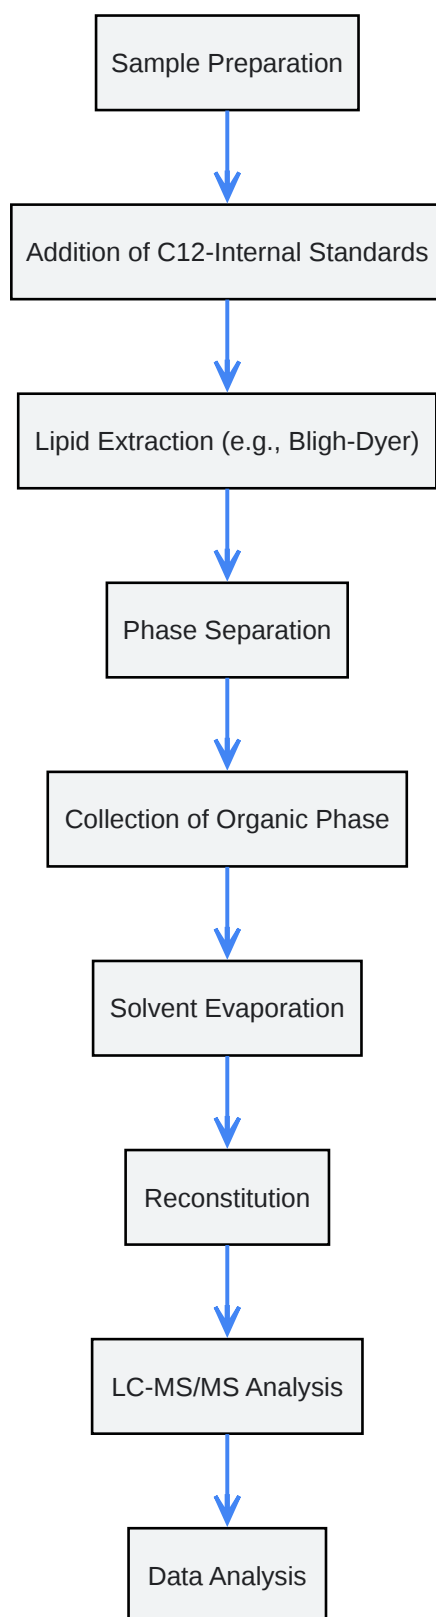 Sample Preparation
Addition of C12-Internal Standards
Lipid Extraction (e.g., Bligh-Dyer)
Phase Separation
Collection of Organic Phase
Solvent Evaporation
Reconstitution
LC-MS/MS Analysis
Data Analysis